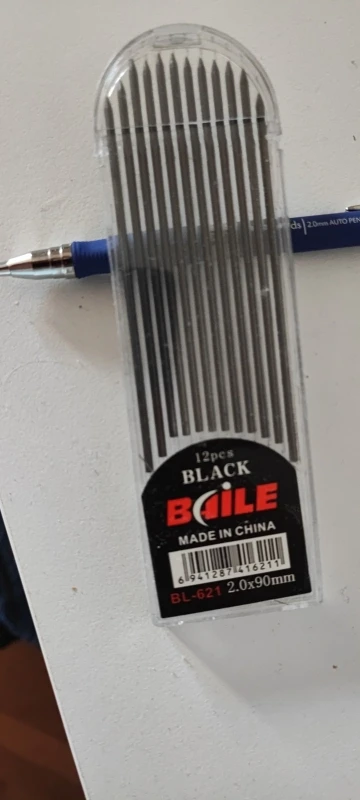 ds 2.0mm AUTO PEN
12pcs
BLACK
BAILE
MADE IN CHINA
6 941287 416211
BL-621 2.0x90mm